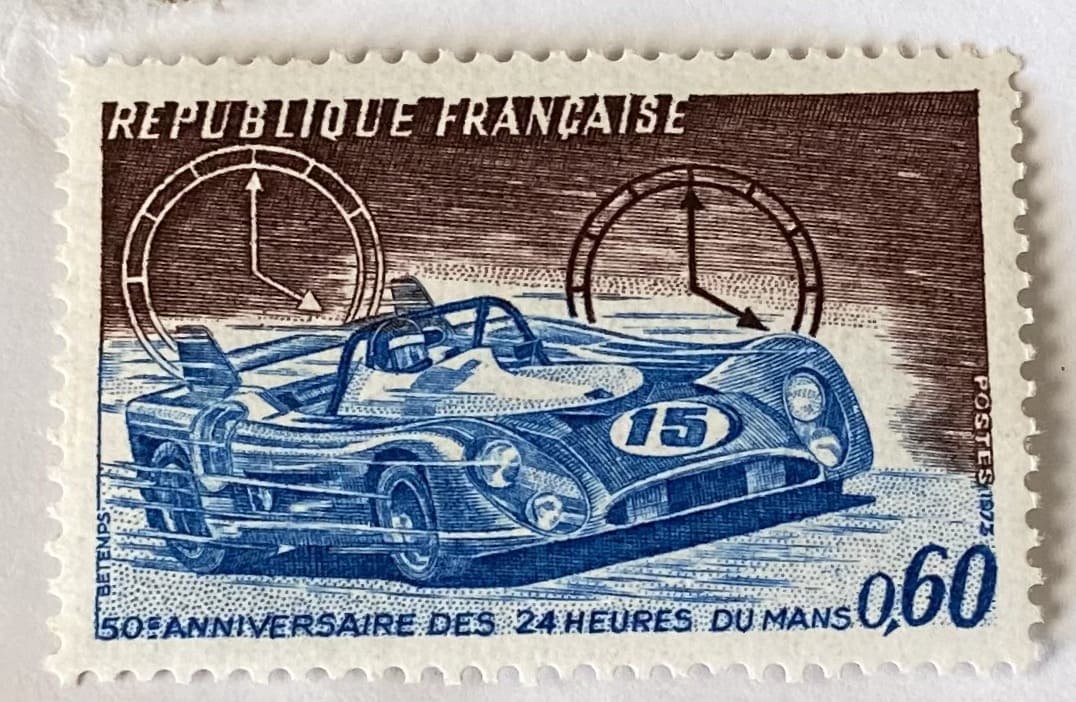 REPUBLIQUE FRANÇAISE
15
POSTES 1973
BETEMPS
50E ANNIVERSAIRE DES 24 HEURES DU MANS
0,60